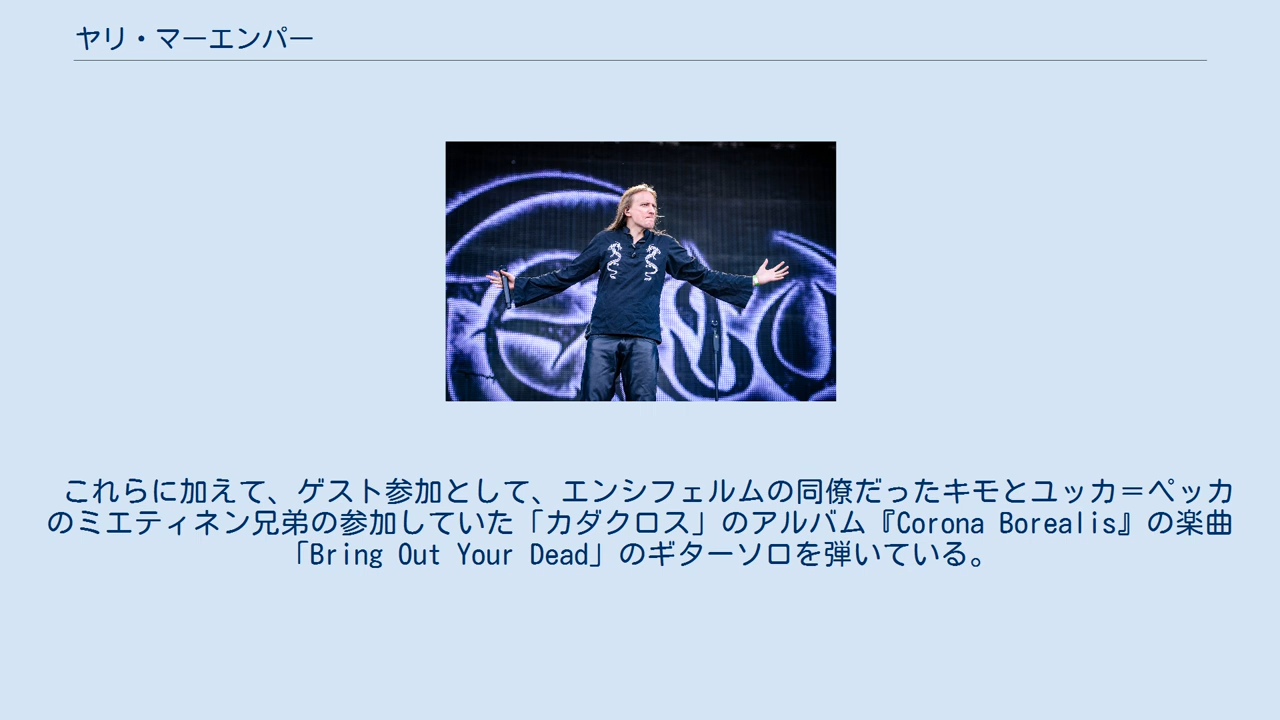 ヤリ・マーエンパー
これらに加えて、ゲスト参加として、エンシフェルムの同僚だったキモとユッカ＝ペッカ
のミエティネン兄弟の参加していた「カダクロス」のアルバム『Corona Borealis』の楽曲
「Bring Out Your Dead」のギターソロを弾いている。